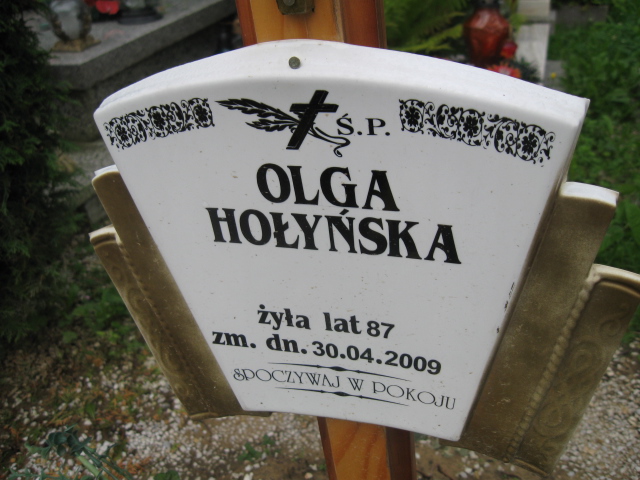 Ś.P.
OLGA
HOŁYŃSKA
żyła lat 87
zm. dn. 30.04.2009
SPOCZYWAJ W POKOJU